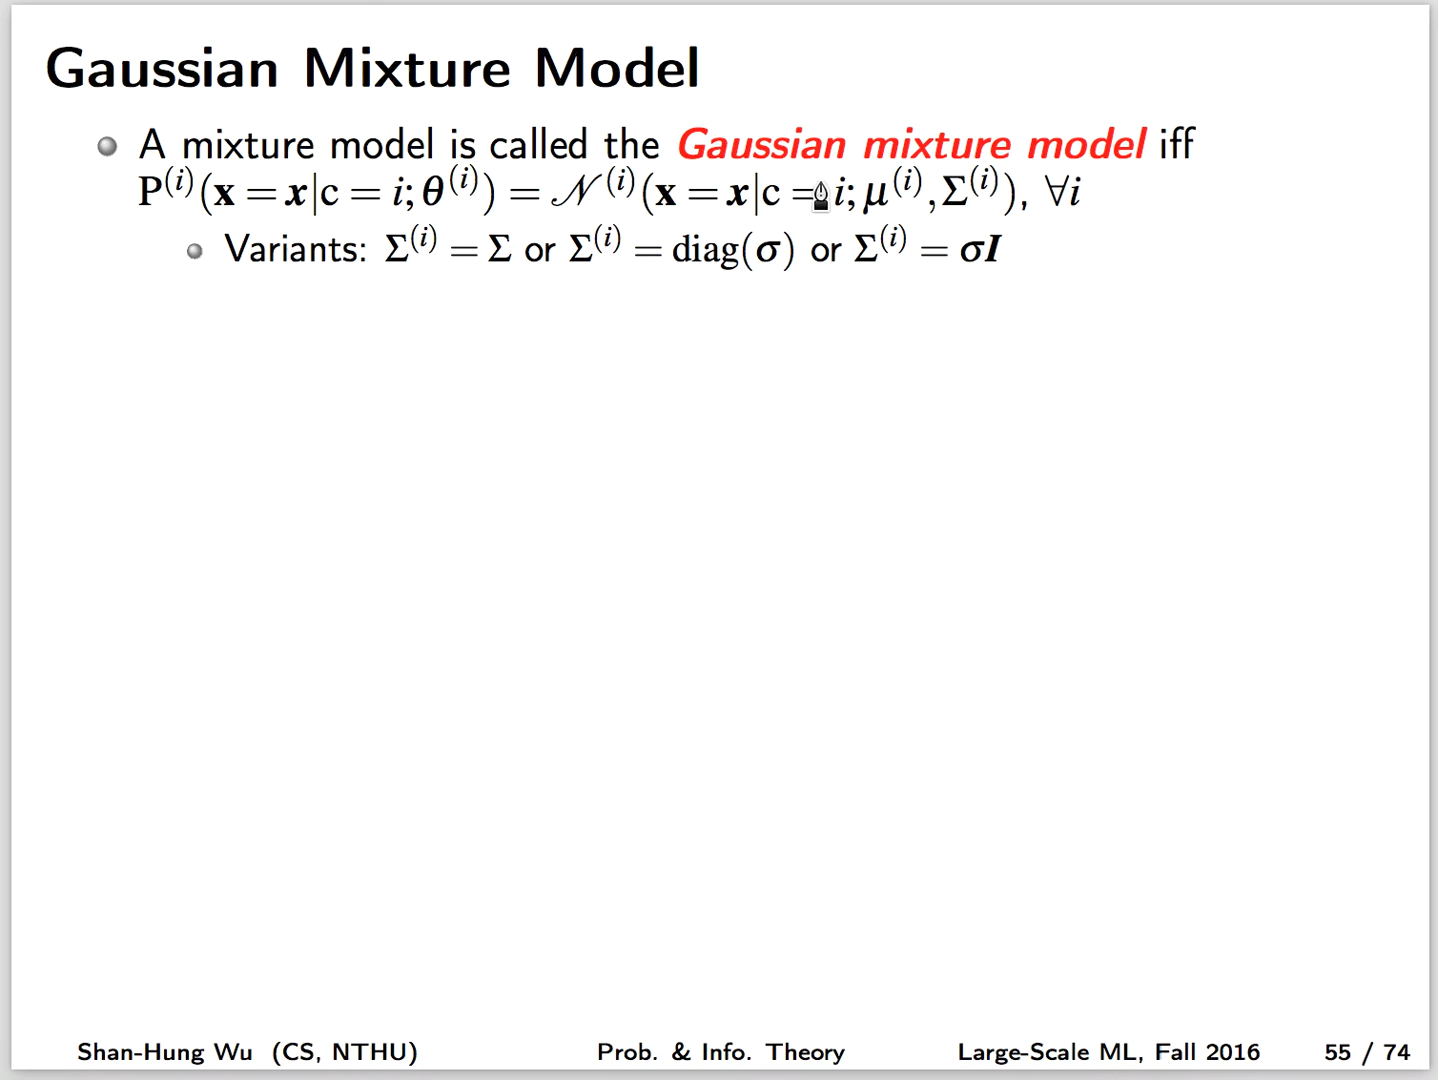 Gaussian Mixture Model
A mixture model is called the Gaussian mixture model iff
P^(i)(x = x|c = i; θ^(i)) = 𝒩^(i)(x = x|c = i; μ^(i), Σ^(i)), ∀i
Variants: Σ^(i) = Σ or Σ^(i) = diag(σ) or Σ^(i) = σI
Shan-Hung Wu (CS, NTHU) Prob. & Info. Theory Large-Scale ML, Fall 2016 55 / 74